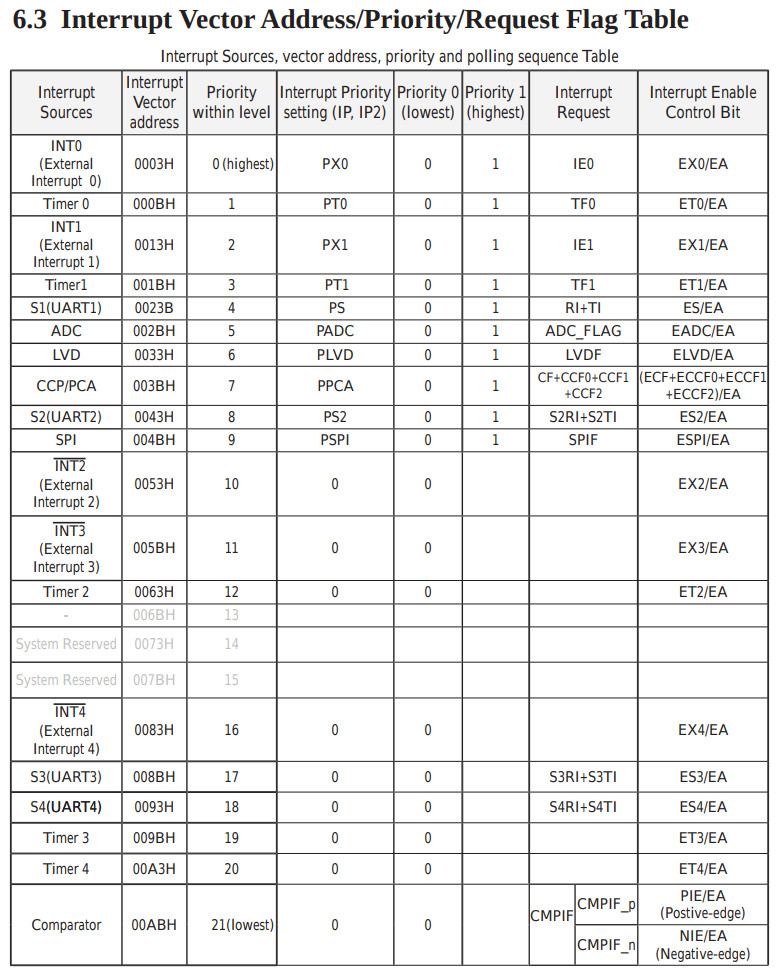 6.3 Interrupt Vector Address/Priority/Request Flag Table
Interrupt Sources, vector address, priority and polling sequence Table
Interrupt Sources | Interrupt Vector address | Priority within level | Interrupt Priority setting (IP, IP2) | Priority 0 (lowest) | Priority 1 (highest) | Interrupt Request | Interrupt Enable Control Bit
INT0 (External Interrupt 0) | 0003H | 0 (highest) | PX0 | 0 | 1 | IE0 | EX0/EA
Timer 0 | 000BH | 1 | PT0 | 0 | 1 | TF0 | ET0/EA
INT1 (External Interrupt 1) | 0013H | 2 | PX1 | 0 | 1 | IE1 | EX1/EA
Timer1 | 001BH | 3 | PT1 | 0 | 1 | TF1 | ET1/EA
S1(UART1) | 0023B | 4 | PS | 0 | 1 | RI+TI | ES/EA
ADC | 002BH | 5 | PADC | 0 | 1 | ADC_FLAG | EADC/EA
LVD | 0033H | 6 | PLVD | 0 | 1 | LVDF | ELVD/EA
CCP/PCA | 003BH | 7 | PPCA | 0 | 1 | CF+CCF0+CCF1 +CCF2 | (ECF+ECCF0+ECCF1 +ECCF2)/EA
S2(UART2) | 0043H | 8 | PS2 | 0 | 1 | S2RI+S2TI | ES2/EA
SPI | 004BH | 9 | PSPI | 0 | 1 | SPIF | ESPI/EA
INT2 (External Interrupt 2) | 0053H | 10 | 0 | 0 | | | EX2/EA
INT3 (External Interrupt 3) | 005BH | 11 | 0 | 0 | | | EX3/EA
Timer 2 | 0063H | 12 | 0 | 0 | | | ET2/EA
- | 006BH | 13
System Reserved | 0073H | 14
System Reserved | 007BH | 15
INT4 (External Interrupt 4) | 0083H | 16 | 0 | 0 | | | EX4/EA
S3(UART3) | 008BH | 17 | 0 | 0 | | S3RI+S3TI | ES3/EA
S4(UART4) | 0093H | 18 | 0 | 0 | | S4RI+S4TI | ES4/EA
Timer 3 | 009BH | 19 | 0 | 0 | | | ET3/EA
Timer 4 | 00A3H | 20 | 0 | 0 | | | ET4/EA
Comparator | 00ABH | 21(lowest) | 0 | 0 | | CMPIF | CMPIF_p | PIE/EA (Postive-edge)
CMPIF_n | NIE/EA (Negative-edge)